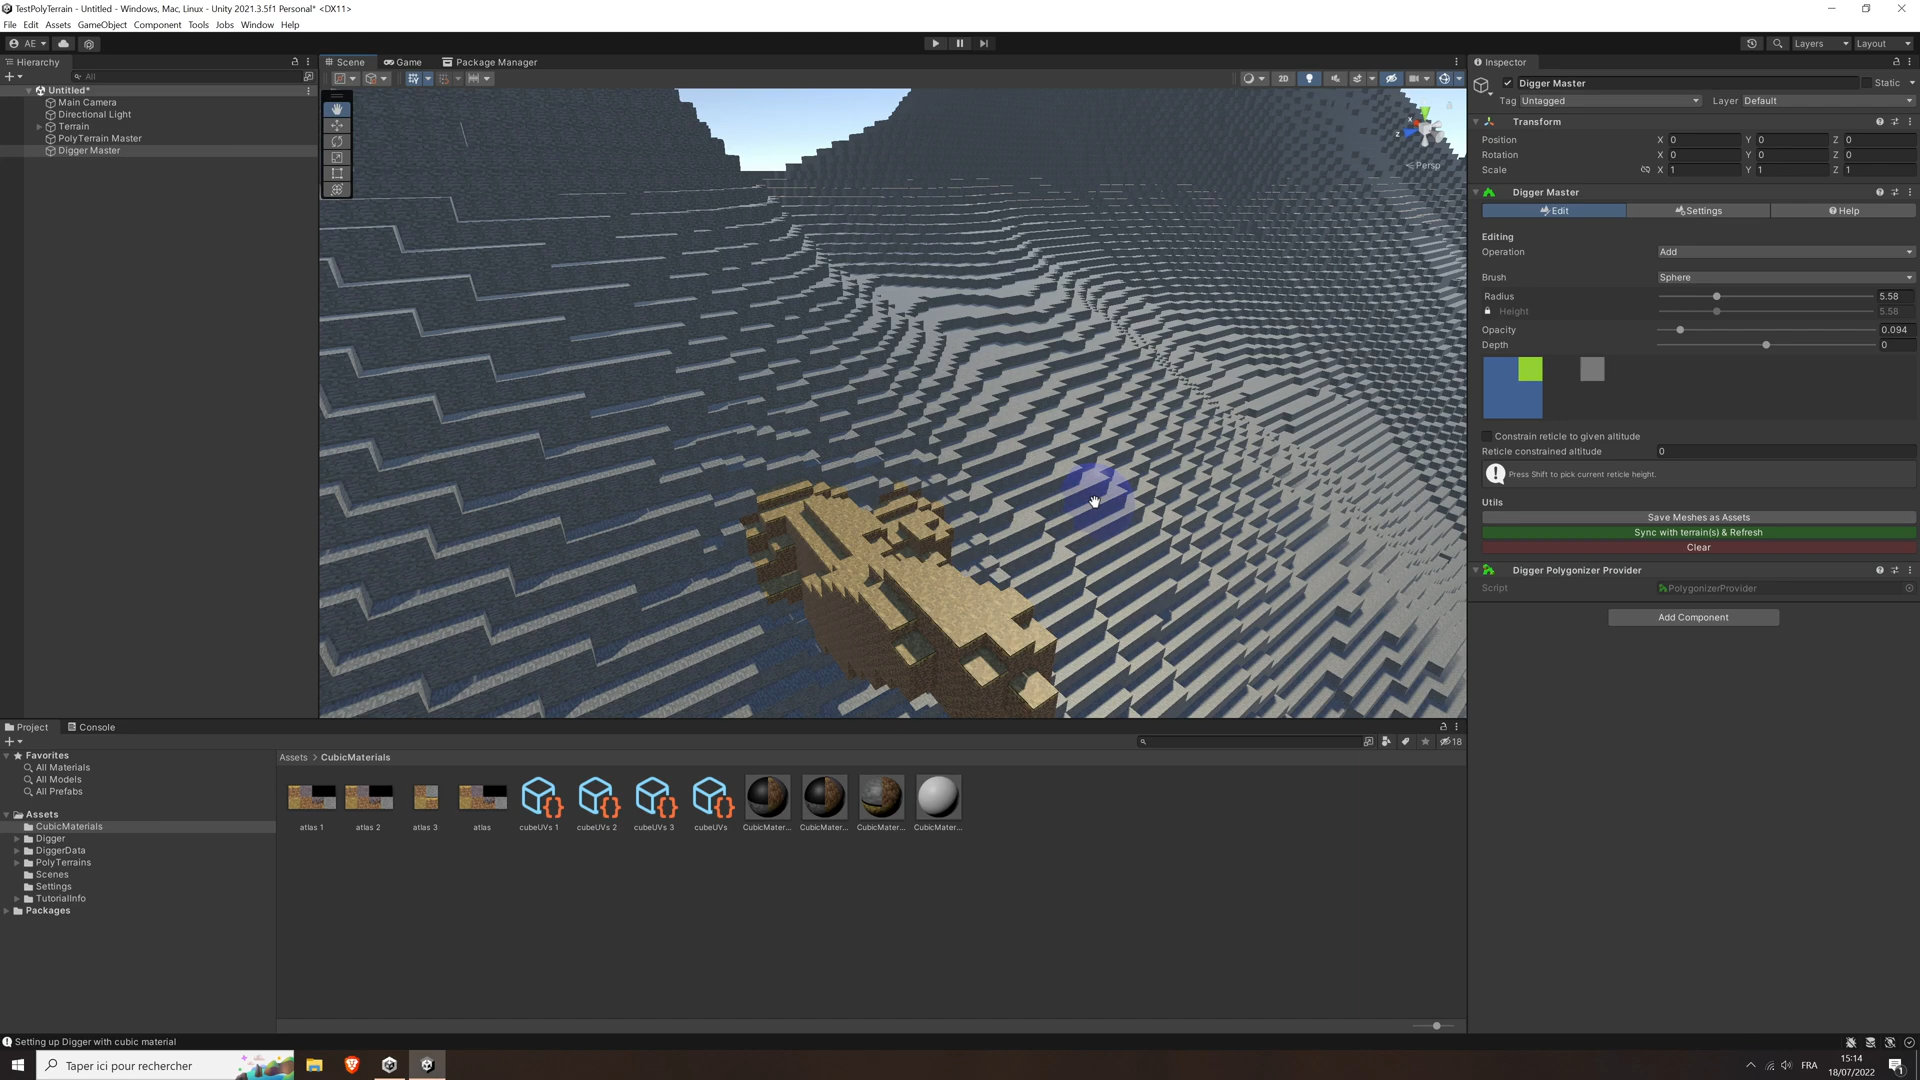 TestPolyTerrain - Untitled - Windows, Mac, Linux - Unity 2021.3.5f1 Personal* <DX11>
File Edit Assets GameObject Component Tools Jobs Window Help
AE
Layers
Layout
Hierarchy
All
Untitled*
Main Camera
Directional Light
Terrain
PolyTerrain Master
Digger Master
Scene
Game
Package Manager
2D
x
z
Persp
Inspector
Digger Master
Static
Tag Untagged
Layer Default
Transform
Position X 0 Y 0 Z 0
Rotation X 0 Y 0 Z 0
Scale X 1 Y 1 Z 1
Digger Master
Edit
Settings
Help
Editing
Operation Add
Brush Sphere
Radius 5.58
Height 5.58
Opacity 0.094
Depth 0
Constrain reticle to given altitude
Reticle constrained altitude 0
Press Shift to pick current reticle height.
Utils
Save Meshes as Assets
Sync with terrain(s) & Refresh
Clear
Digger Polygonizer Provider
Script PolygonizerProvider
Add Component
Project
Console
18
Favorites
All Materials
All Models
All Prefabs
Assets
CubicMaterials
Digger
DiggerData
PolyTerrains
Scenes
Settings
TutorialInfo
Packages
Assets > CubicMaterials
atlas 1
atlas 2
atlas 3
atlas
cubeUVs 1
cubeUVs 2
cubeUVs 3
cubeUVs
CubicMater...
CubicMater...
CubicMater...
CubicMater...
Setting up Digger with cubic material
Taper ici pour rechercher
FRA
15:14
18/07/2022
1